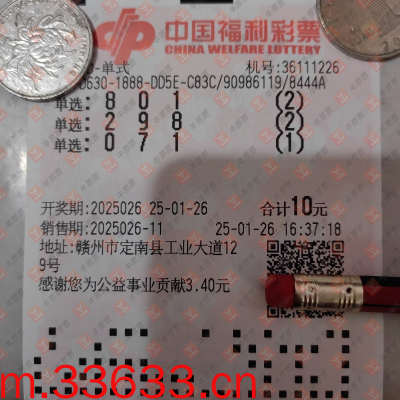 中国福利彩票
CHINA WELFARE LOTTERY
-单式 机号:36111226
D630-1888-DD5E-C83C/90986119/8444A
单选: 8 0 1 (2)
单选: 2 9 8 (2)
单选: 0 7 1 (1)
开奖期:2025026 25-01-26 合计10元
销售期:2025026-11 25-01-26 16:37:18
地址:赣州市定南县工业大道12
9号
感谢您为公益事业贡献3.40元
m.33633.cn